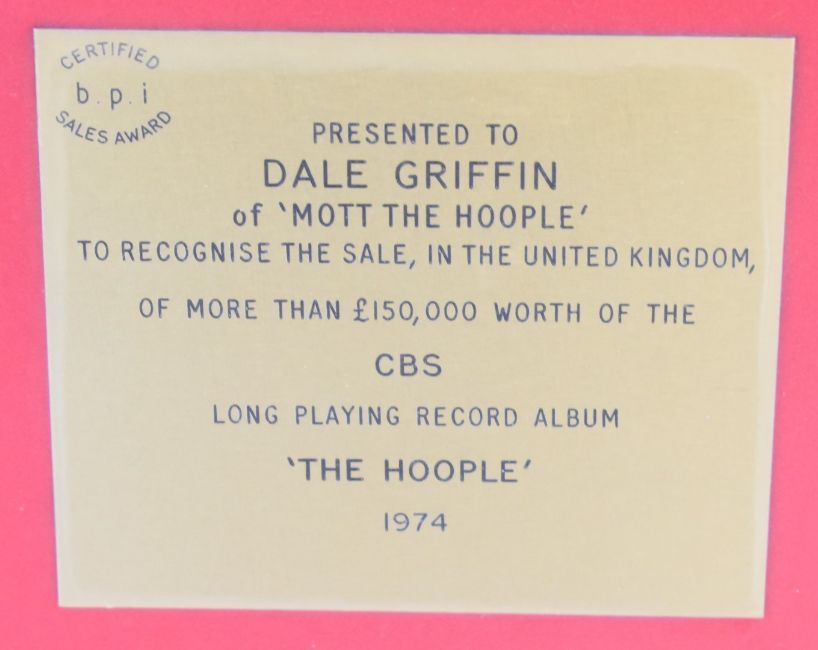 CERTIFIED
b.p.i
SALES AWARD
PRESENTED TO
DALE GRIFFIN
of 'MOTT THE HOOPLE'
TO RECOGNISE THE SALE, IN THE UNITED KINGDOM,
OF MORE THAN £150,000 WORTH OF THE
CBS
LONG PLAYING RECORD ALBUM
'THE HOOPLE'
1974